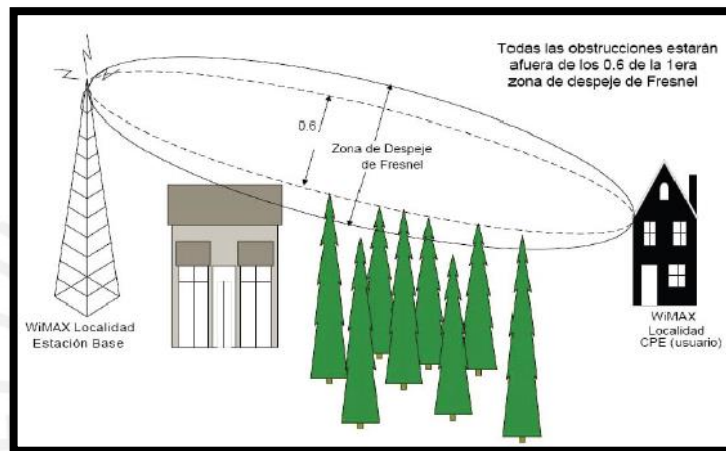 Todas las obstrucciones estarán
afuera de los 0.6 de la 1era
zona de despeje de Fresnel
0.6
Zona de Despeje
de Fresnel
WiMAX Localidad
Estación Base
WiMAX
Localidad
CPE (usuario)